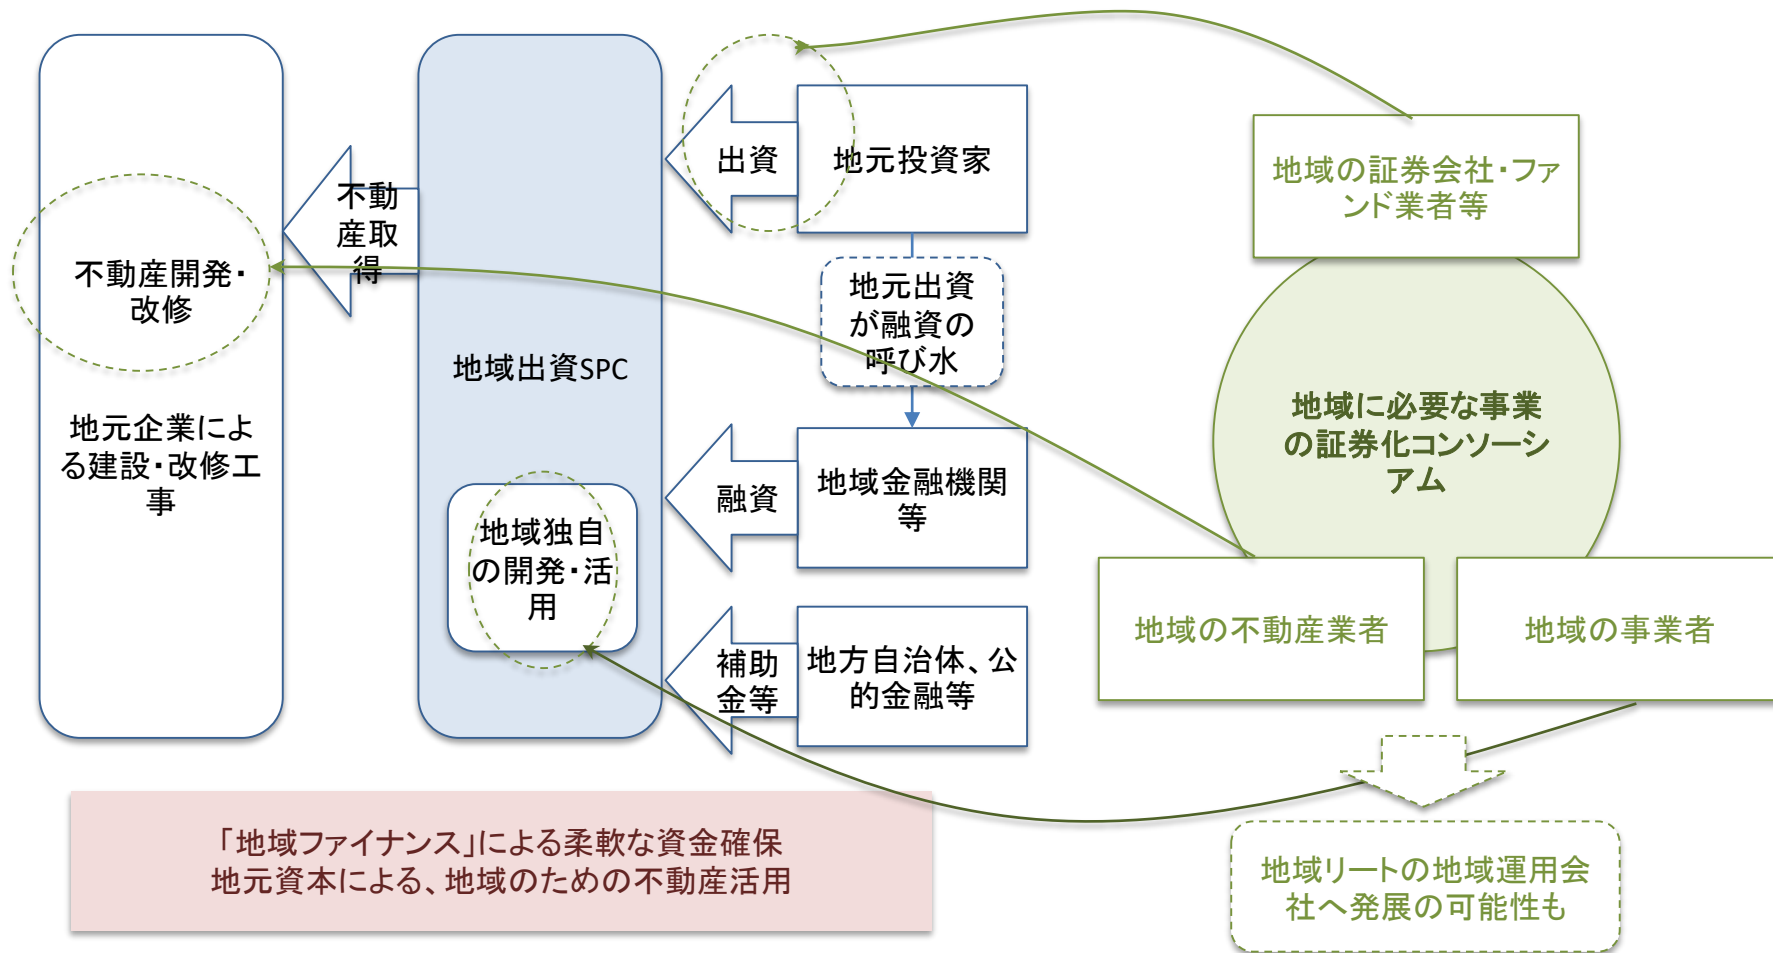 不動産開発・
改修
地元企業によ
る建設・改修工
事
不動
産取
得
地域出資SPC
地域独自
の開発・活
用
出資
地元投資家
地元出資
が融資の
呼び水
融資
地域金融機関
等
補助
金等
地方自治体、公
的金融等
地域の証券会社・ファ
ンド業者等
地域に必要な事業
の証券化コンソーシ
アム
地域の不動産業者
地域の事業者
地域リートの地域運用会
社へ発展の可能性も
「地域ファイナンス」による柔軟な資金確保
地元資本による、地域のための不動産活用